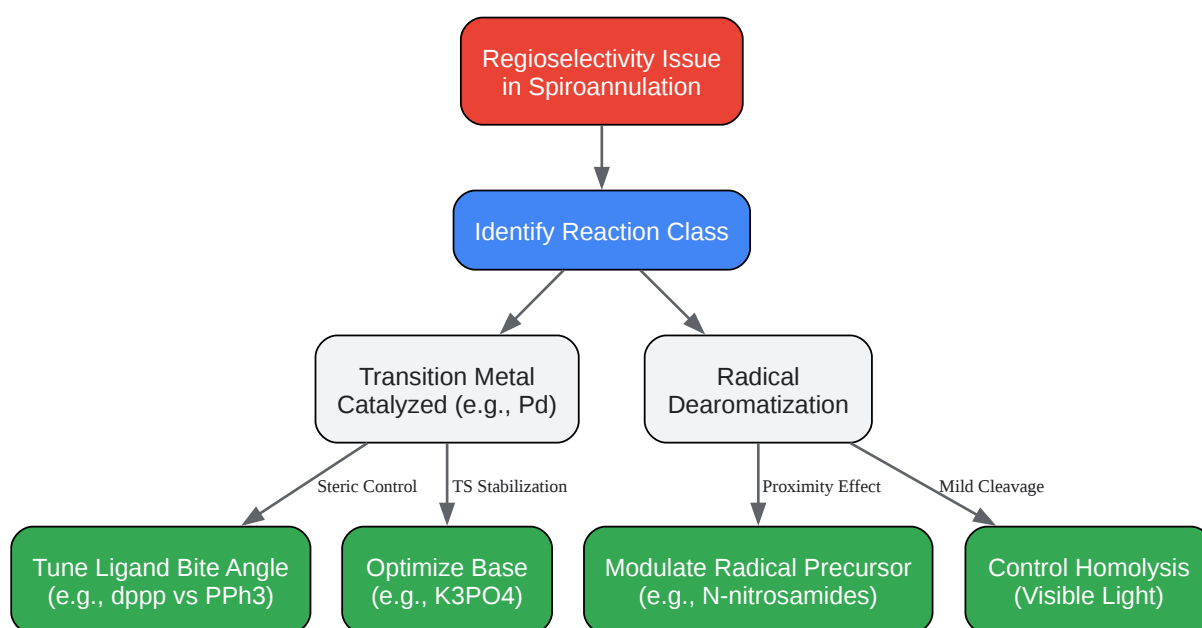 Regioselectivity Issue
in Spiroannulation
Identify Reaction Class
Transition Metal
Catalyzed (e.g., Pd)
Radical
Dearomatization
Steric Control
TS Stabilization
Proximity Effect
Mild Cleavage
Tune Ligand Bite Angle
(e.g., dppp vs PPh3)
Optimize Base
(e.g., K3PO4)
Modulate Radical Precursor
(e.g., N-nitrosamides)
Control Homolysis
(Visible Light)